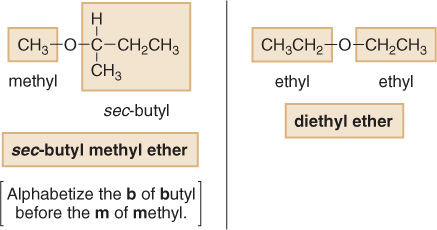 H
CH3–O–C–CH2CH3
CH3
methyl
sec-butyl
sec-butyl methyl ether
[Alphabetize the b of butyl
before the m of methyl.]
CH3CH2–O–CH2CH3
ethyl ethyl
diethyl ether